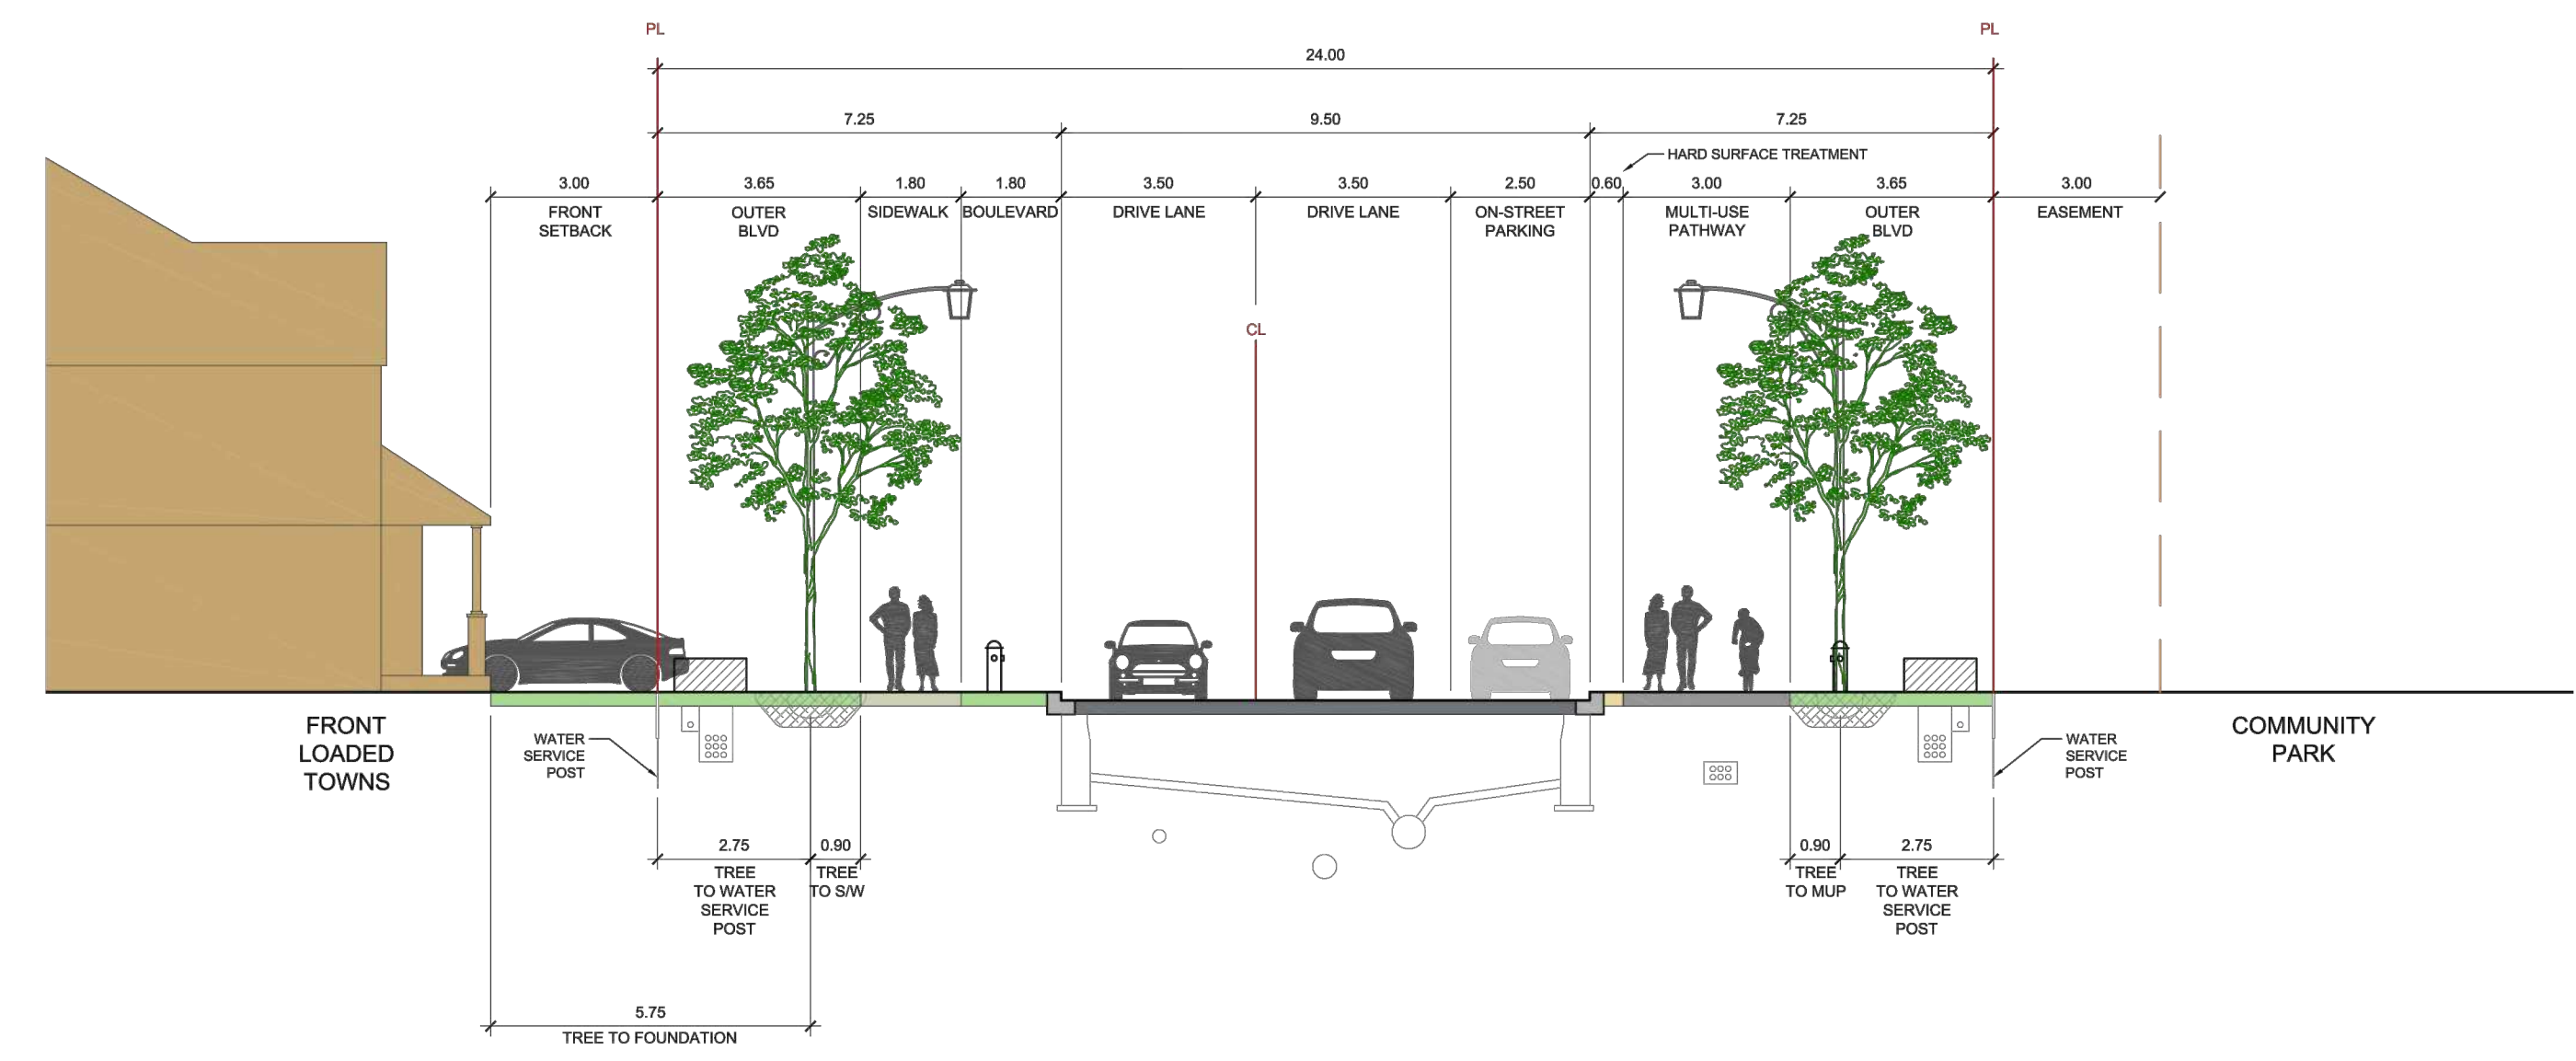 PL
PL
24.00
7.25
9.50
7.25
HARD SURFACE TREATMENT
3.00
3.65
1.80
1.80
3.50
3.50
2.50
0.60
3.00
3.65
3.00
FRONT
SETBACK
OUTER
BLVD
SIDEWALK
BOULEVARD
DRIVE LANE
DRIVE LANE
ON-STREET
PARKING
MULTI-USE
PATHWAY
OUTER
BLVD
EASEMENT
CL
FRONT
LOADED
TOWNS
WATER
SERVICE
POST
WATER
SERVICE
POST
COMMUNITY
PARK
2.75
TREE
TO WATER
SERVICE
POST
0.90
TREE
TO S/W
0.90
TREE
TO MUP
2.75
TREE
TO WATER
SERVICE
POST
5.75
TREE TO FOUNDATION